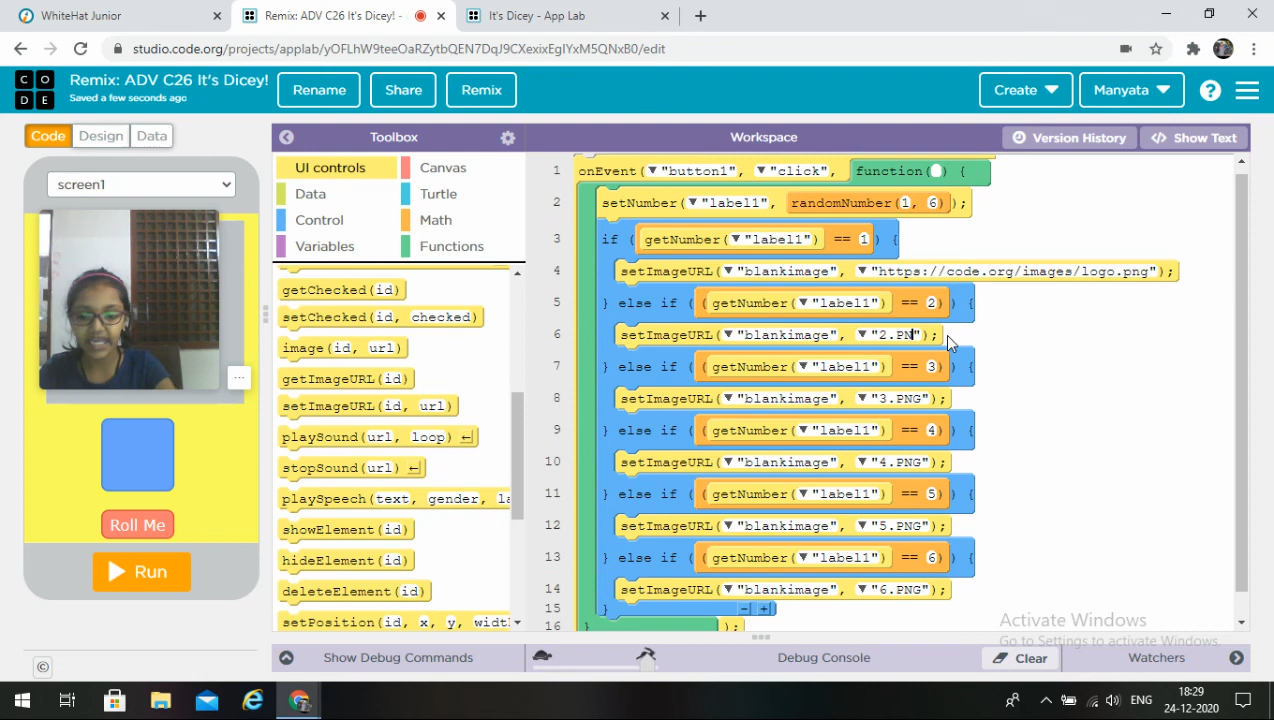 WhiteHat Junior
Remix: ADV C26 It's Dicey! -
It's Dicey - App Lab
studio.code.org/projects/applab/yOFLhW9teeOaRZytbQEN7DqJ9CXexixEgIYxM5QNxB0/edit
CO
DE
Remix: ADV C26 It's Dicey!
Saved a few seconds ago
Rename
Share
Remix
Create
Manyata
?
Code
Design
Data
Toolbox
Workspace
Version History
</> Show Text
screen1
Roll Me
Run
UI controls
Canvas
Data
Turtle
Control
Math
Variables
Functions
getChecked(id)
setChecked(id, checked)
image(id, url)
getImageURL(id)
setImageURL(id, url)
playSound(url, loop)
stopSound(url)
playSpeech(text, gender, la
showElement(id)
hideElement(id)
deleteElement(id)
setPosition(id, x, y, widt
1 onEvent("button1", "click", function( ) {
2 setNumber("label1", randomNumber(1, 6));
3 if (getNumber("label1") == 1) {
4 setImageURL("blankimage", "https://code.org/images/logo.png");
5 } else if ((getNumber("label1") == 2)) {
6 setImageURL("blankimage", "2.PN");
7 } else if ((getNumber("label1") == 3)) {
8 setImageURL("blankimage", "3.PNG");
9 } else if ((getNumber("label1") == 4)) {
10 setImageURL("blankimage", "4.PNG");
11 } else if ((getNumber("label1") == 5)) {
12 setImageURL("blankimage", "5.PNG");
13 } else if ((getNumber("label1") == 6)) {
14 setImageURL("blankimage", "6.PNG");
15 }
16 });
Activate Windows
Go to Settings to activate Windows.
Show Debug Commands
Debug Console
Clear
Watchers
ENG
18:29
24-12-2020